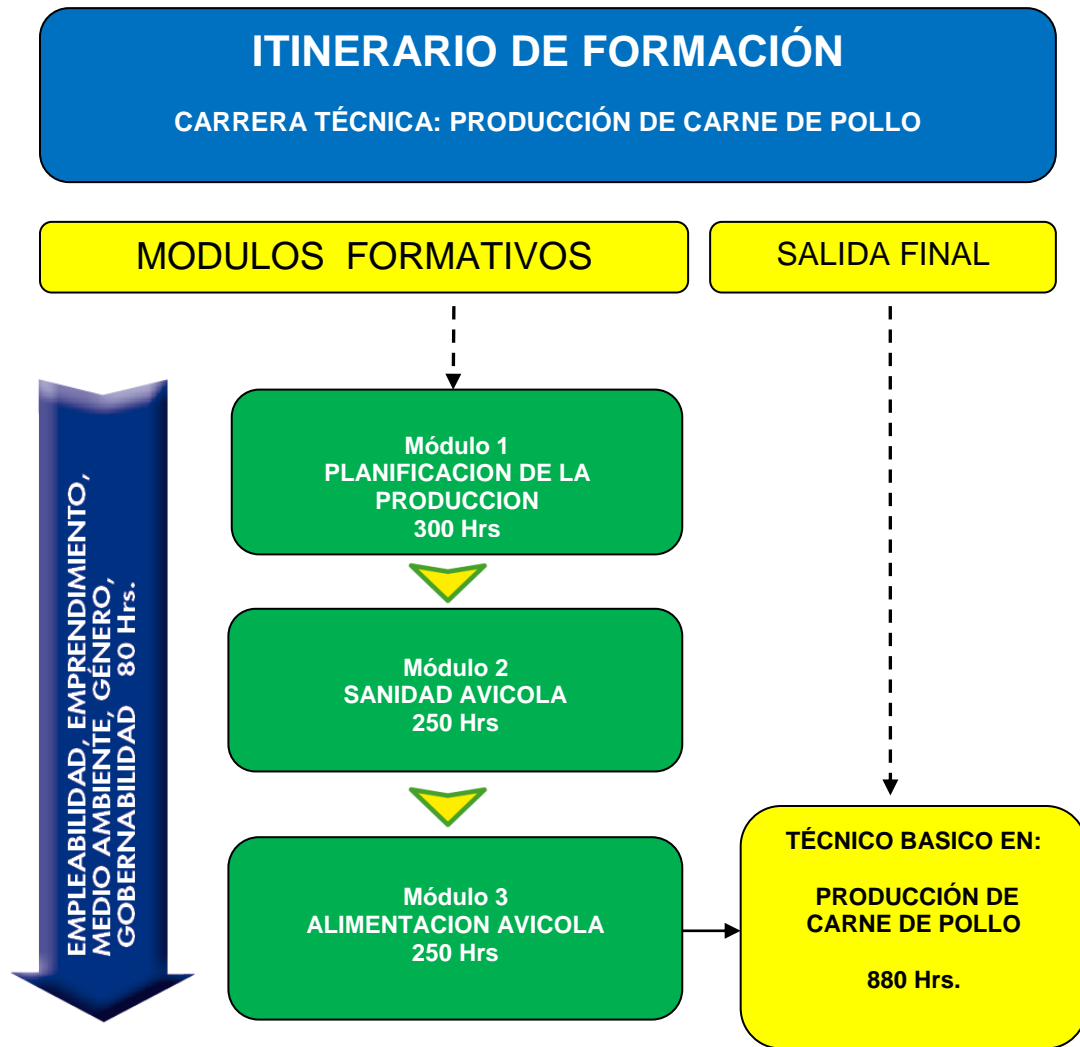 ITINERARIO DE FORMACIÓN
CARRERA TÉCNICA: PRODUCCIÓN DE CARNE DE POLLO
MODULOS FORMATIVOS
SALIDA FINAL
EMPLEABILIDAD, EMPRENDIMIENTO,
MEDIO AMBIENTE, GÉNERO,
GOBERNABILIDAD 80 Hrs.
Módulo 1
PLANIFICACION DE LA
PRODUCCION
300 Hrs
Módulo 2
SANIDAD AVICOLA
250 Hrs
Módulo 3
ALIMENTACION AVICOLA
250 Hrs
TÉCNICO BASICO EN:
PRODUCCIÓN DE
CARNE DE POLLO
880 Hrs.